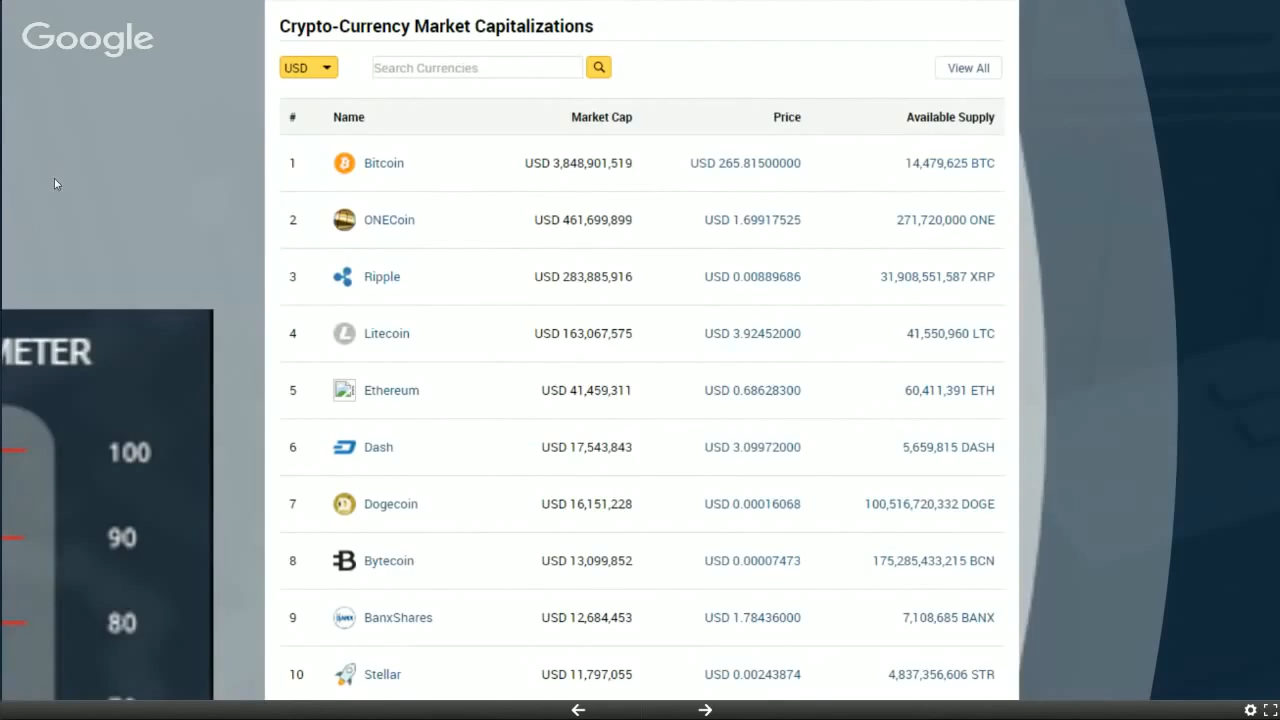 Google
Crypto-Currency Market Capitalizations
USD Search Currencies View All
# Name Market Cap Price Available Supply
1 Bitcoin USD 3,848,901,519 USD 265.81500000 14,479,625 BTC
2 ONECoin USD 461,699,899 USD 1.69917525 271,720,000 ONE
3 Ripple USD 283,885,916 USD 0.00889686 31,908,551,587 XRP
4 Litecoin USD 163,067,575 USD 3.92452000 41,550,960 LTC
METER
5 Ethereum USD 41,459,311 USD 0.68628300 60,411,391 ETH
6 Dash USD 17,543,843 USD 3.09972000 5,659,815 DASH
100
7 Dogecoin USD 16,151,228 USD 0.00016068 100,516,720,332 DOGE
90
8 Bytecoin USD 13,099,852 USD 0.00007473 175,285,433,215 BCN
9 BANX BanxShares USD 12,684,453 USD 1.78436000 7,108,685 BANX
80
10 Stellar USD 11,797,055 USD 0.00243874 4,837,356,606 STR